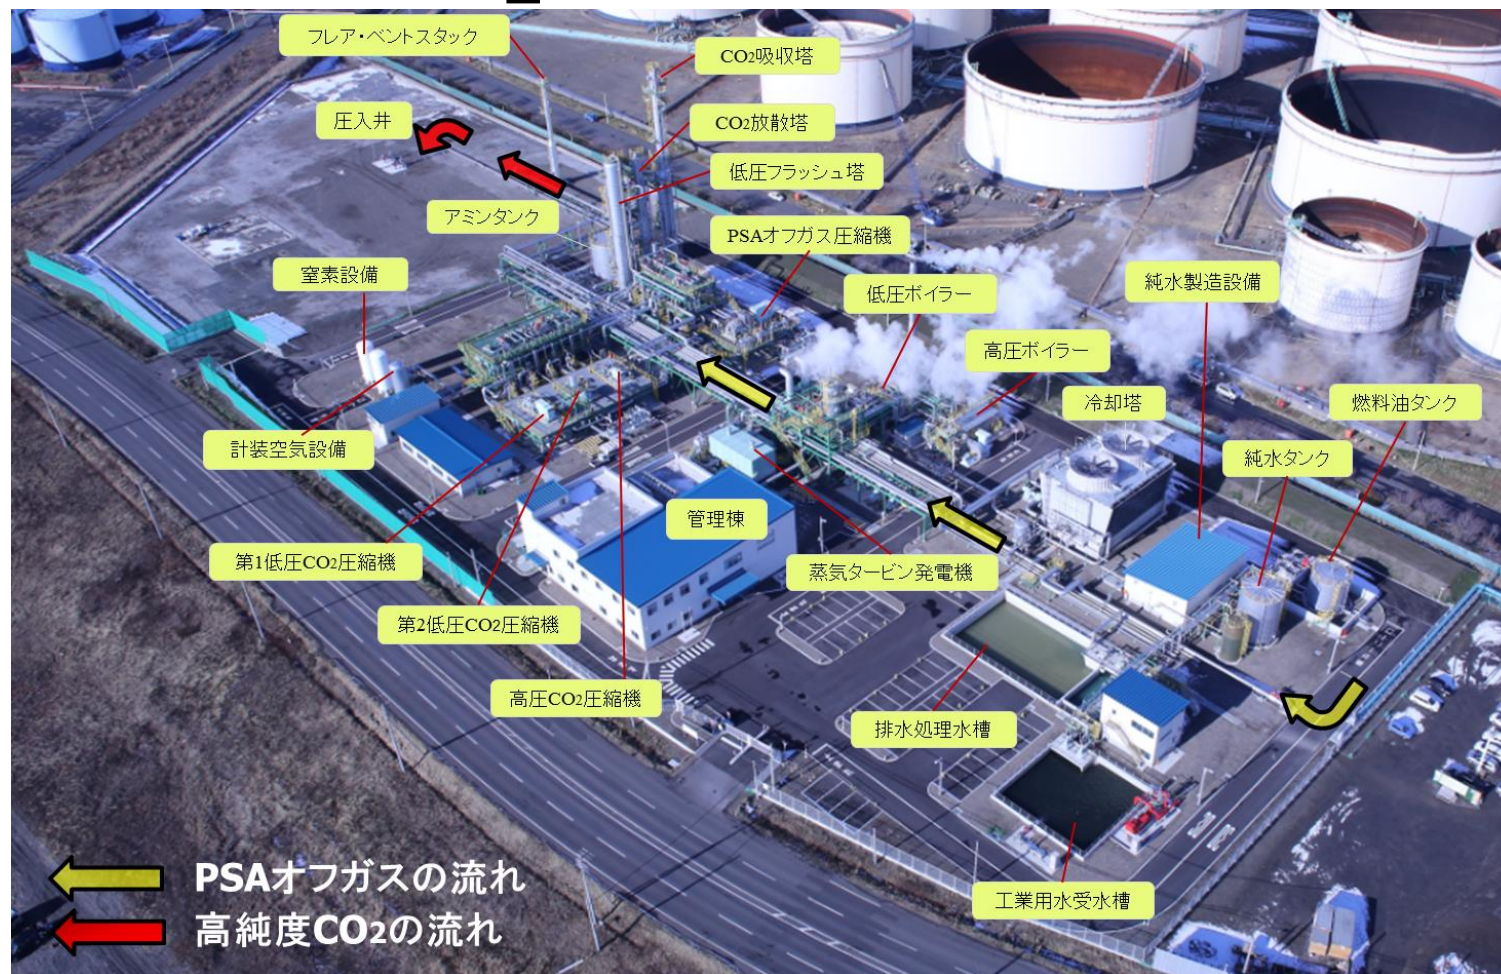 フレア・ベントスタック
CO2吸収塔
圧入井
CO2放散塔
低圧フラッシュ塔
アミンタンク
PSAオフガス圧縮機
窒素設備
低圧ボイラー
純水製造設備
高圧ボイラー
冷却塔
燃料油タンク
計装空気設備
純水タンク
管理棟
第1低圧CO2圧縮機
蒸気タービン発電機
第2低圧CO2圧縮機
高圧CO2圧縮機
排水処理水槽
PSAオフガスの流れ
工業用水受水槽
高純度CO2の流れ